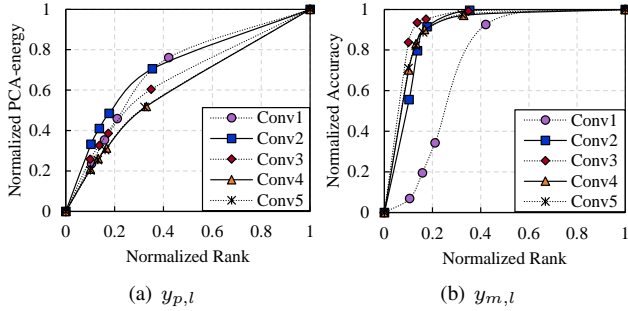 1
0.8
0.6
0.4
0.2
0
Normalized PCA-energy
Conv1
Conv2
Conv3
Conv4
Conv5
0 0.2 0.4 0.6 0.8 1
Normalized Rank
(a) y_{p,l}
1
0.8
0.6
0.4
0.2
0
Normalized Accuracy
Conv1
Conv2
Conv3
Conv4
Conv5
0 0.2 0.4 0.6 0.8 1
Normalized Rank
(b) y_{m,l}